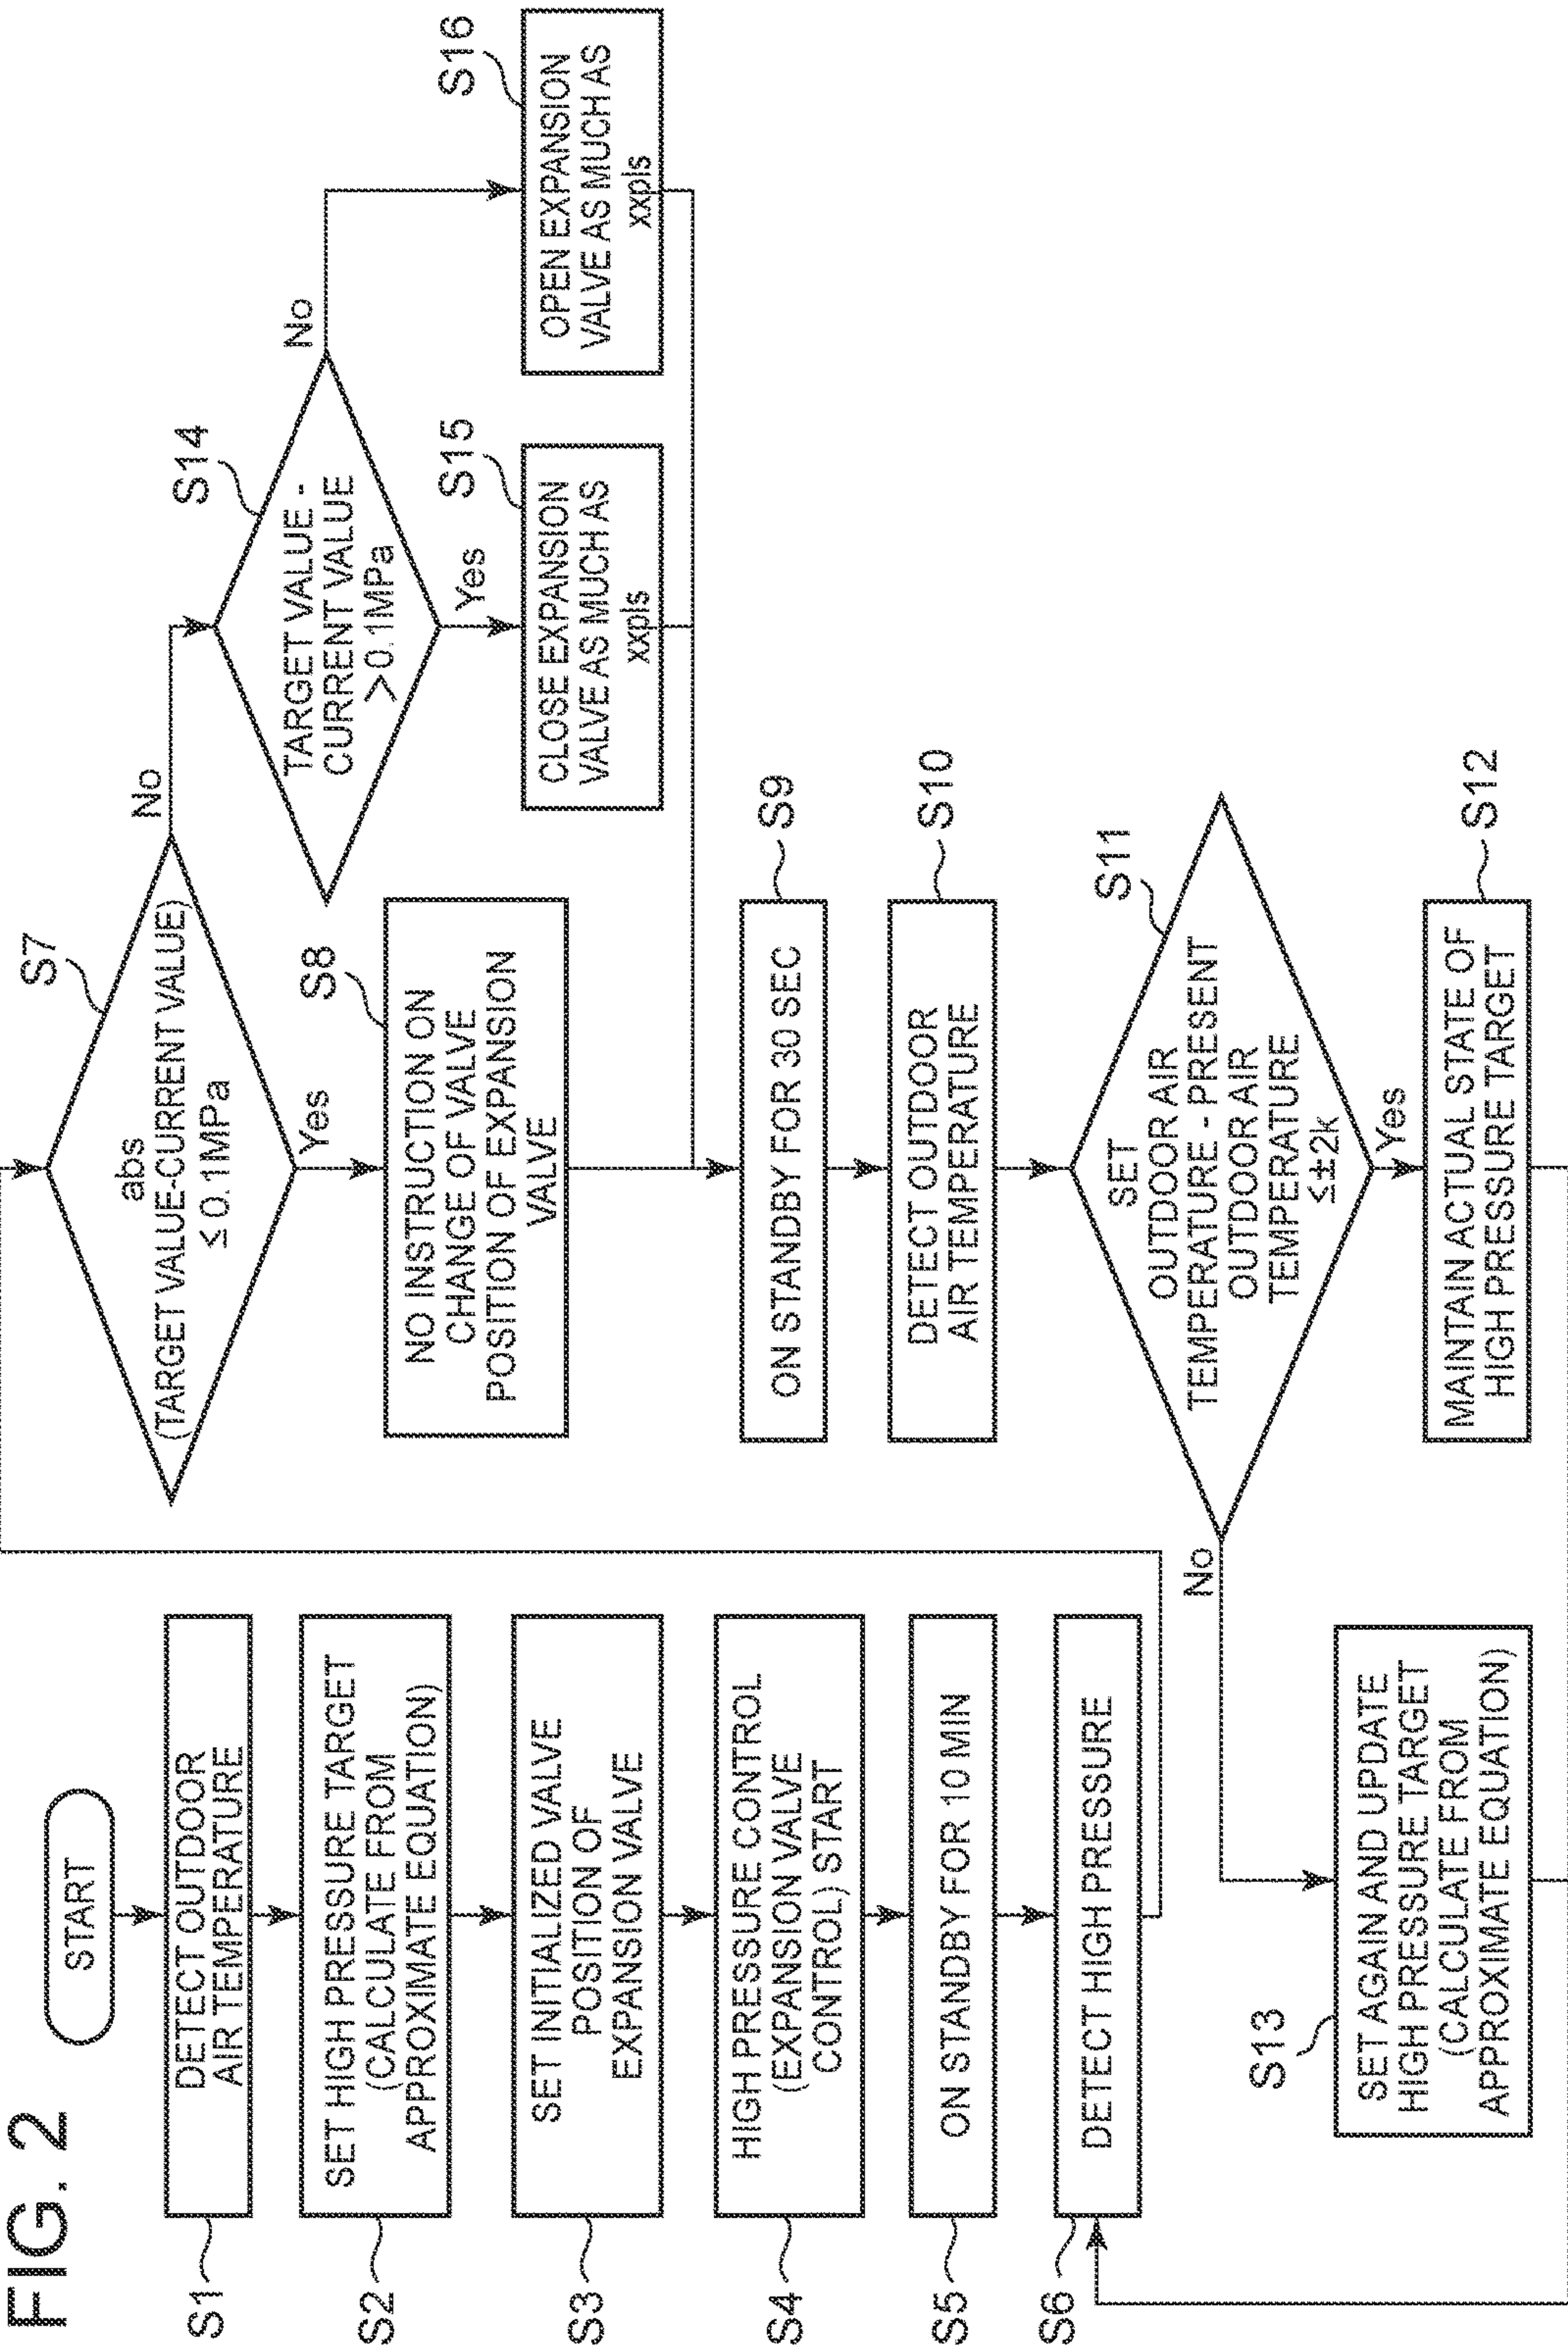 FIG. 2
START
S1
DETECT OUTDOOR
AIR TEMPERATURE
S2
SET HIGH PRESSURE TARGET
(CALCULATE FROM
APPROXIMATE EQUATION)
S3
SET INITIALIZED VALVE
POSITION OF
EXPANSION VALVE
S4
HIGH PRESSURE CONTROL
(EXPANSION VALVE
CONTROL) START
S5
ON STANDBY FOR 10 MIN
S6
DETECT HIGH PRESSURE
S7
abs
(TARGET VALUE-CURRENT VALUE)
≤0.1MPa
No
Yes
S8
NO INSTRUCTION ON
CHANGE OF VALVE
POSITION OF EXPANSION
VALVE
S14
TARGET VALUE -
CURRENT VALUE
>0.1MPa
No
Yes
S15
CLOSE EXPANSION
VALVE AS MUCH AS
xxpls
S16
OPEN EXPANSION
VALVE AS MUCH AS
xxpls
S9
ON STANDBY FOR 30 SEC
S10
DETECT OUTDOOR
AIR TEMPERATURE
S11
SET
OUTDOOR AIR
TEMPERATURE - PRESENT
OUTDOOR AIR
TEMPERATURE
≤±2k
No
Yes
S12
MAINTAIN ACTUAL STATE OF
HIGH PRESSURE TARGET
S13
SET AGAIN AND UPDATE
HIGH PRESSURE TARGET
(CALCULATE FROM
APPROXIMATE EQUATION)